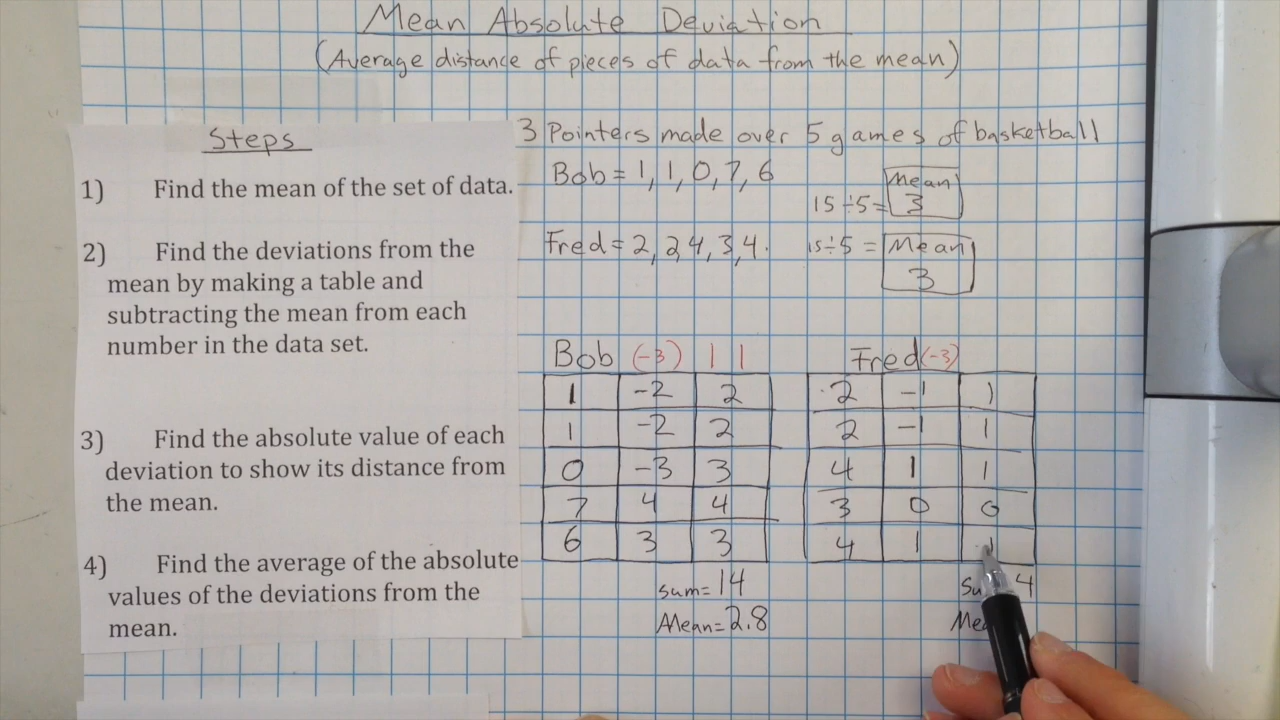 Mean Absolute Deviation
(Average distance of pieces of data from the mean)
Steps
1) Find the mean of the set of data.
2) Find the deviations from the
mean by making a table and
subtracting the mean from each
number in the data set.
3) Find the absolute value of each
deviation to show its distance from
the mean.
4) Find the average of the absolute
values of the deviations from the
mean.
3 Pointers made over 5 games of basketball
Bob = 1, 1, 0, 7, 6
15÷5= Mean
3
Fred = 2, 2, 4, 3, 4.
15÷5 = Mean
3
Bob (-3) | |
1 -2 2
1 -2 2
0 -3 3
7 4 4
6 3 3
sum= 14
Mean= 2.8
Fred (-3)
2 -1 1
2 -1 1
4 1 1
3 0 0
4 1 1
4